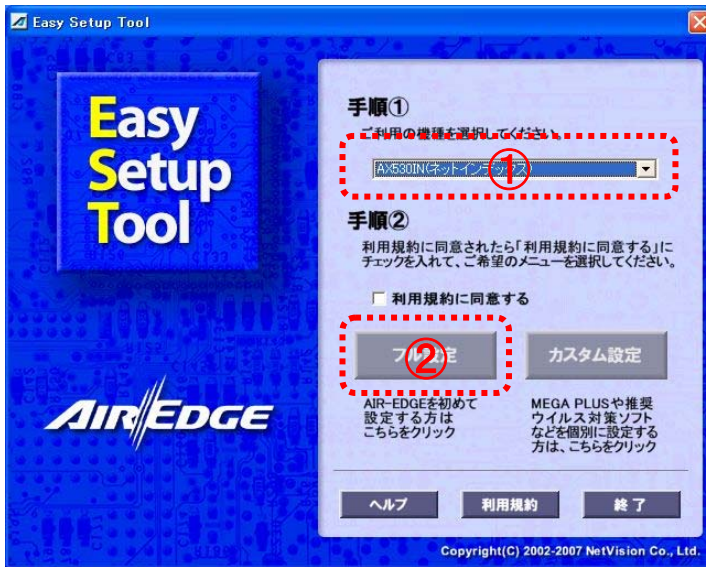 Easy Setup Tool
Easy
Setup
Tool
AIR EDGE
手順①
ご利用の機種を選択してください。
AX530IN(ネットインデックス)
①
手順②
利用規約に同意されたら「利用規約に同意する」に
チェックを入れて、ご希望のメニューを選択してください。
利用規約に同意する
フル設定
②
カスタム設定
AIR-EDGEを初めて
設定する方は
こちらをクリック
MEGA PLUSや推奨
ウイルス対策ソフト
などを個別に設定する
方は、こちらをクリック
ヘルプ
利用規約
終了
Copyright(C) 2002-2007 NetVision Co., Ltd.